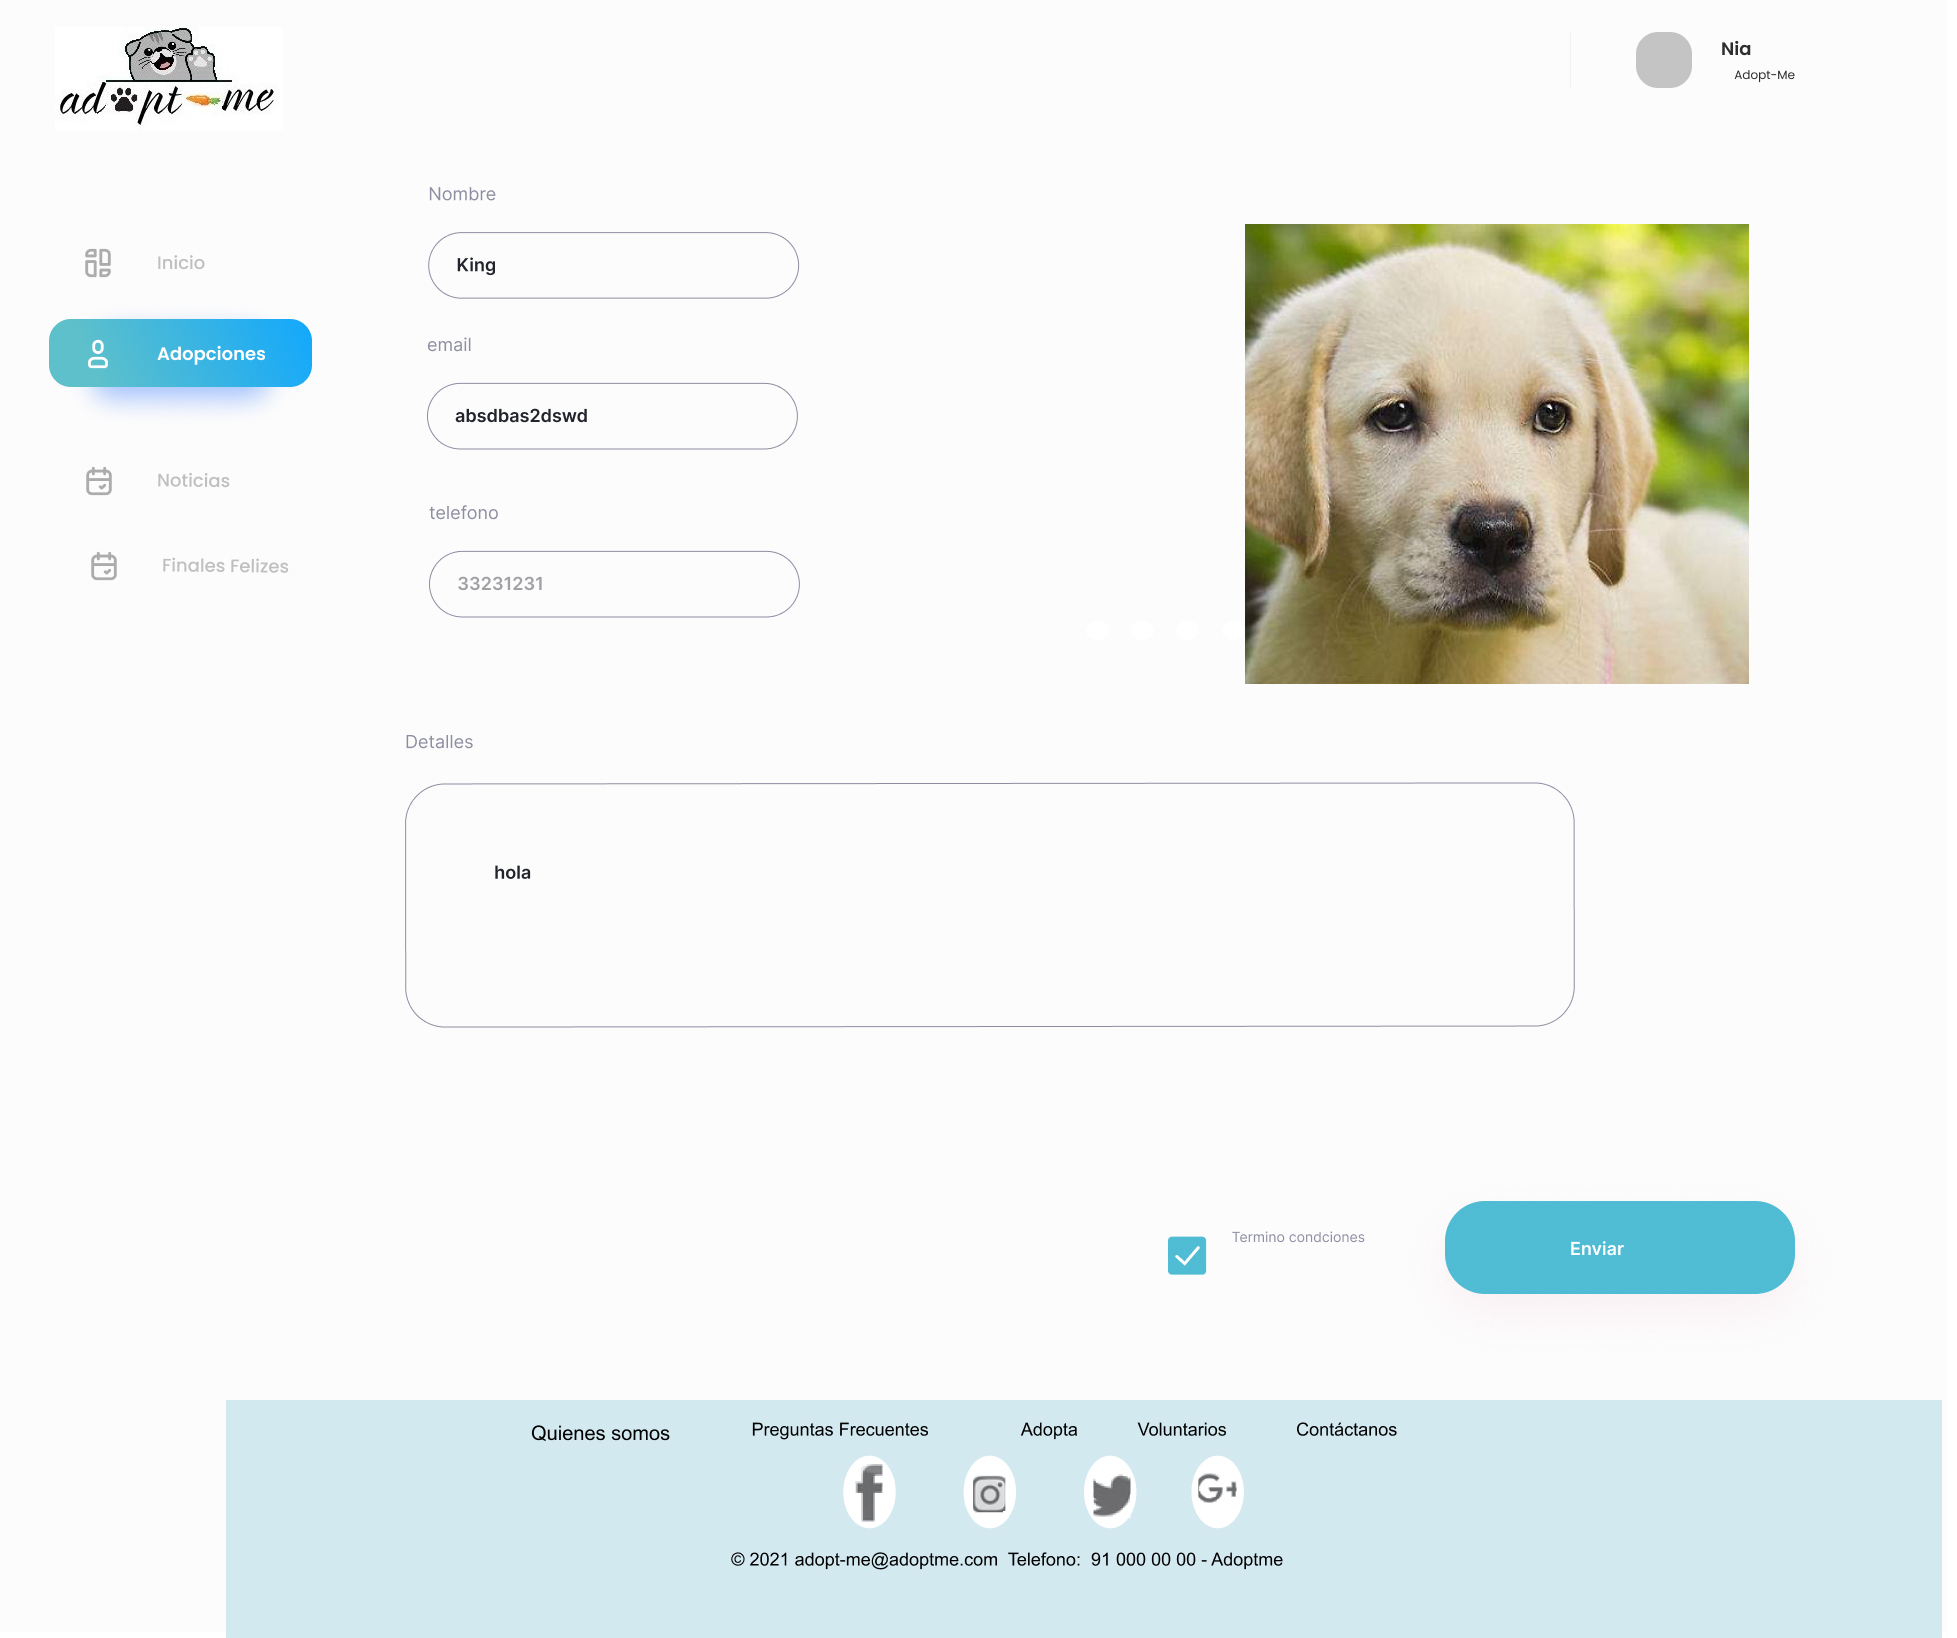 adopt-me
Nia
Adopt-Me
Inicio
Adopciones
Noticias
Finales Felizes
Nombre
King
email
absdbas2dswd
telefono
33231231
Detalles
hola
Termino condciones
Enviar
Quienes somos
Preguntas Frecuentes
Adopta
Voluntarios
Contáctanos
f
G+
© 2021 adopt-me@adoptme.com Telefono: 91 000 00 00 - Adoptme